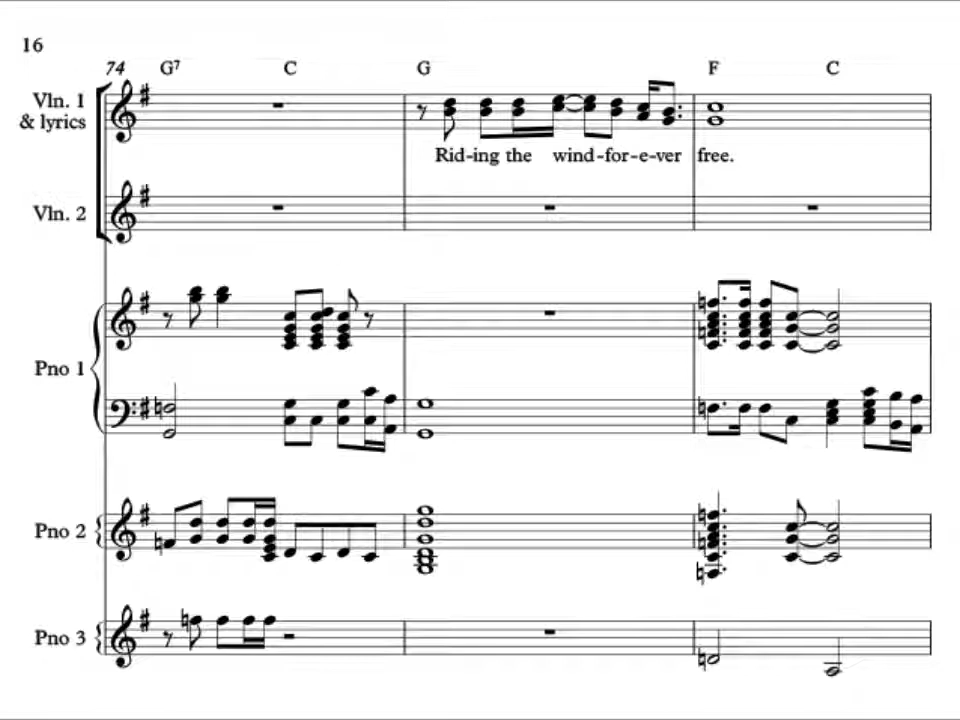 16
74 G7 C G F C
Vln. 1
& lyrics
Rid-ing the wind-for-e-ver free.
Vln. 2
Pno 1
Pno 2
Pno 3